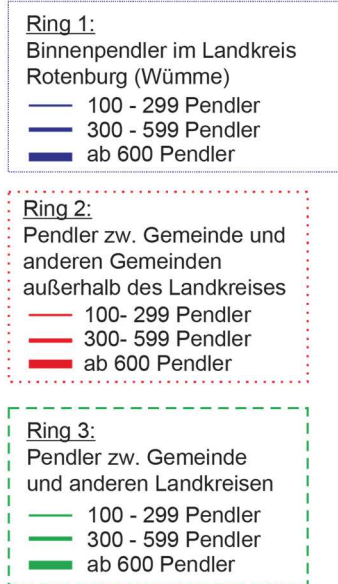 Ring 1:
Binnenpendler im Landkreis
Rotenburg (Wümme)
100 - 299 Pendler
300 - 599 Pendler
ab 600 Pendler
Ring 2:
Pendler zw. Gemeinde und
anderen Gemeinden
außerhalb des Landkreises
100- 299 Pendler
300- 599 Pendler
ab 600 Pendler
Ring 3:
Pendler zw. Gemeinde
und anderen Landkreisen
100 - 299 Pendler
300 - 599 Pendler
ab 600 Pendler